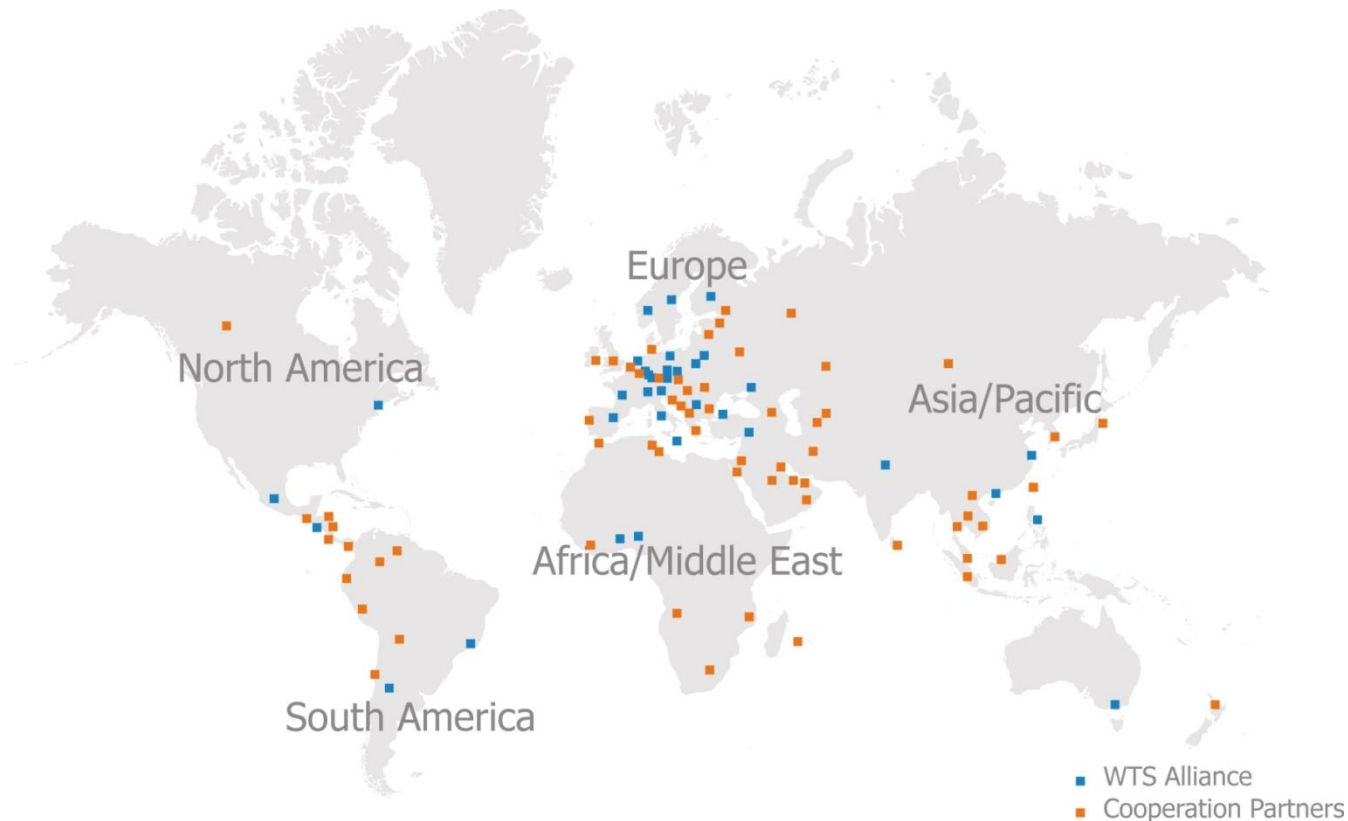 Europe
North America
Asia/Pacific
Africa/Middle East
South America
WTS Alliance
Cooperation Partners